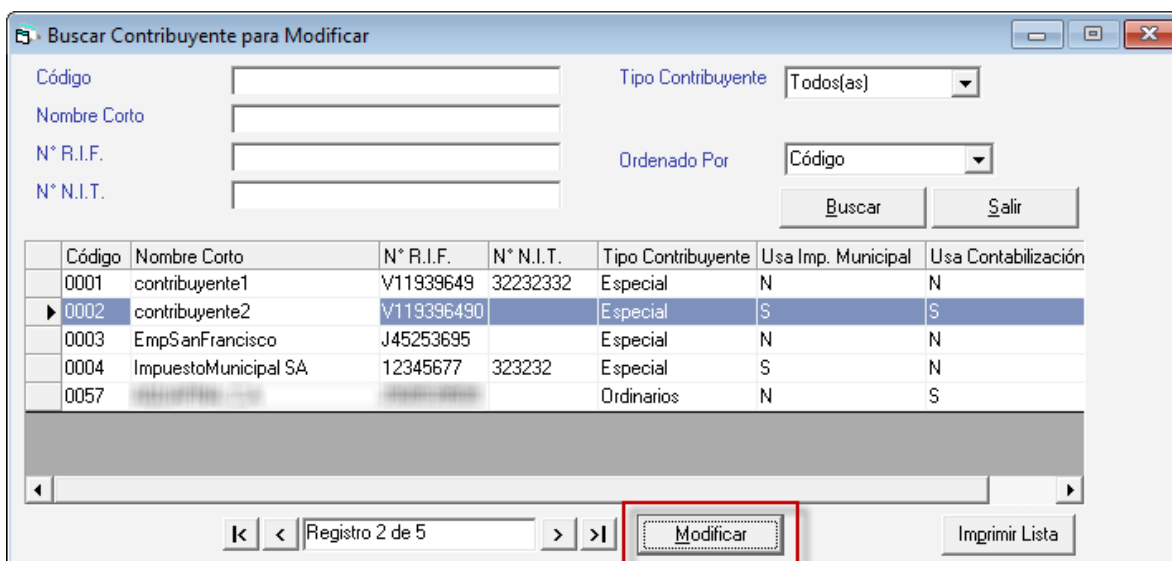 Buscar Contribuyente para Modificar
Código Tipo Contribuyente Todos(as)
Nombre Corto
N° R.I.F. Ordenado Por Código
N° N.I.T.
Buscar Salir
Código Nombre Corto N° R.I.F. N° N.I.T. Tipo Contribuyente Usa Imp. Municipal Usa Contabilización
0001 contribuyente1 V11939649 32232332 Especial N N
0002 contribuyente2 V119396490 Especial S S
0003 EmpSanFrancisco J45253695 Especial N N
0004 ImpuestoMunicipal SA 12345677 323232 Especial S N
0057 Ordinarios N S
Registro 2 de 5 Modificar Imprimir Lista